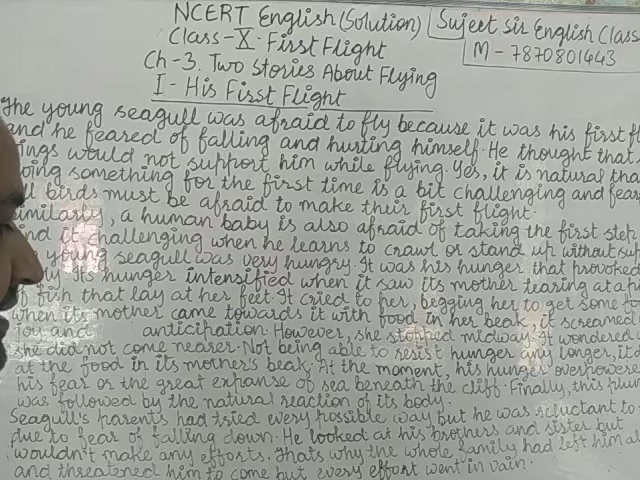 NCERT English (Solution)
Sujeet Sir English Class
Class-X-First Flight
M-7870801443
Ch-3. Two Stories About Flying
I-His First Flight
The young seagull was afraid to fly because it was his first
and he feared of falling and hurting himself. He thought that
would not support him while flying. Yes, it is natural that
doing something for the first time is a bit challenging and
birds must be afraid to make their first flight.
Similarly, a human baby is also afraid of taking the first step
it challenging when he learns to crawl or stand up without
young seagull was very hungry. It was his hunger that provoked
Its hunger intensified when it saw its mother tearing at a
of fish that lay at her feet. It cried to her, begging her to get some
when its mother came towards it with food in her beak, it screamed
joy and anticipation. However, she stopped midway. It wondered
she did not come nearer. Not being able to resist hunger any longer, it
at the food in its mother's beak. At the moment, his hunger overpowered
his fear or the great expanse of sea beneath the cliff. Finally, this
was followed by the natural reaction of its body.
Seagull's parents had tried every possible way but he was reluctant to
due to fear of falling down. He looked at his brothers and sister but
wouldn't make any efforts. Thats why the whole family had left him
and threatened him to come but every effort went in vain.